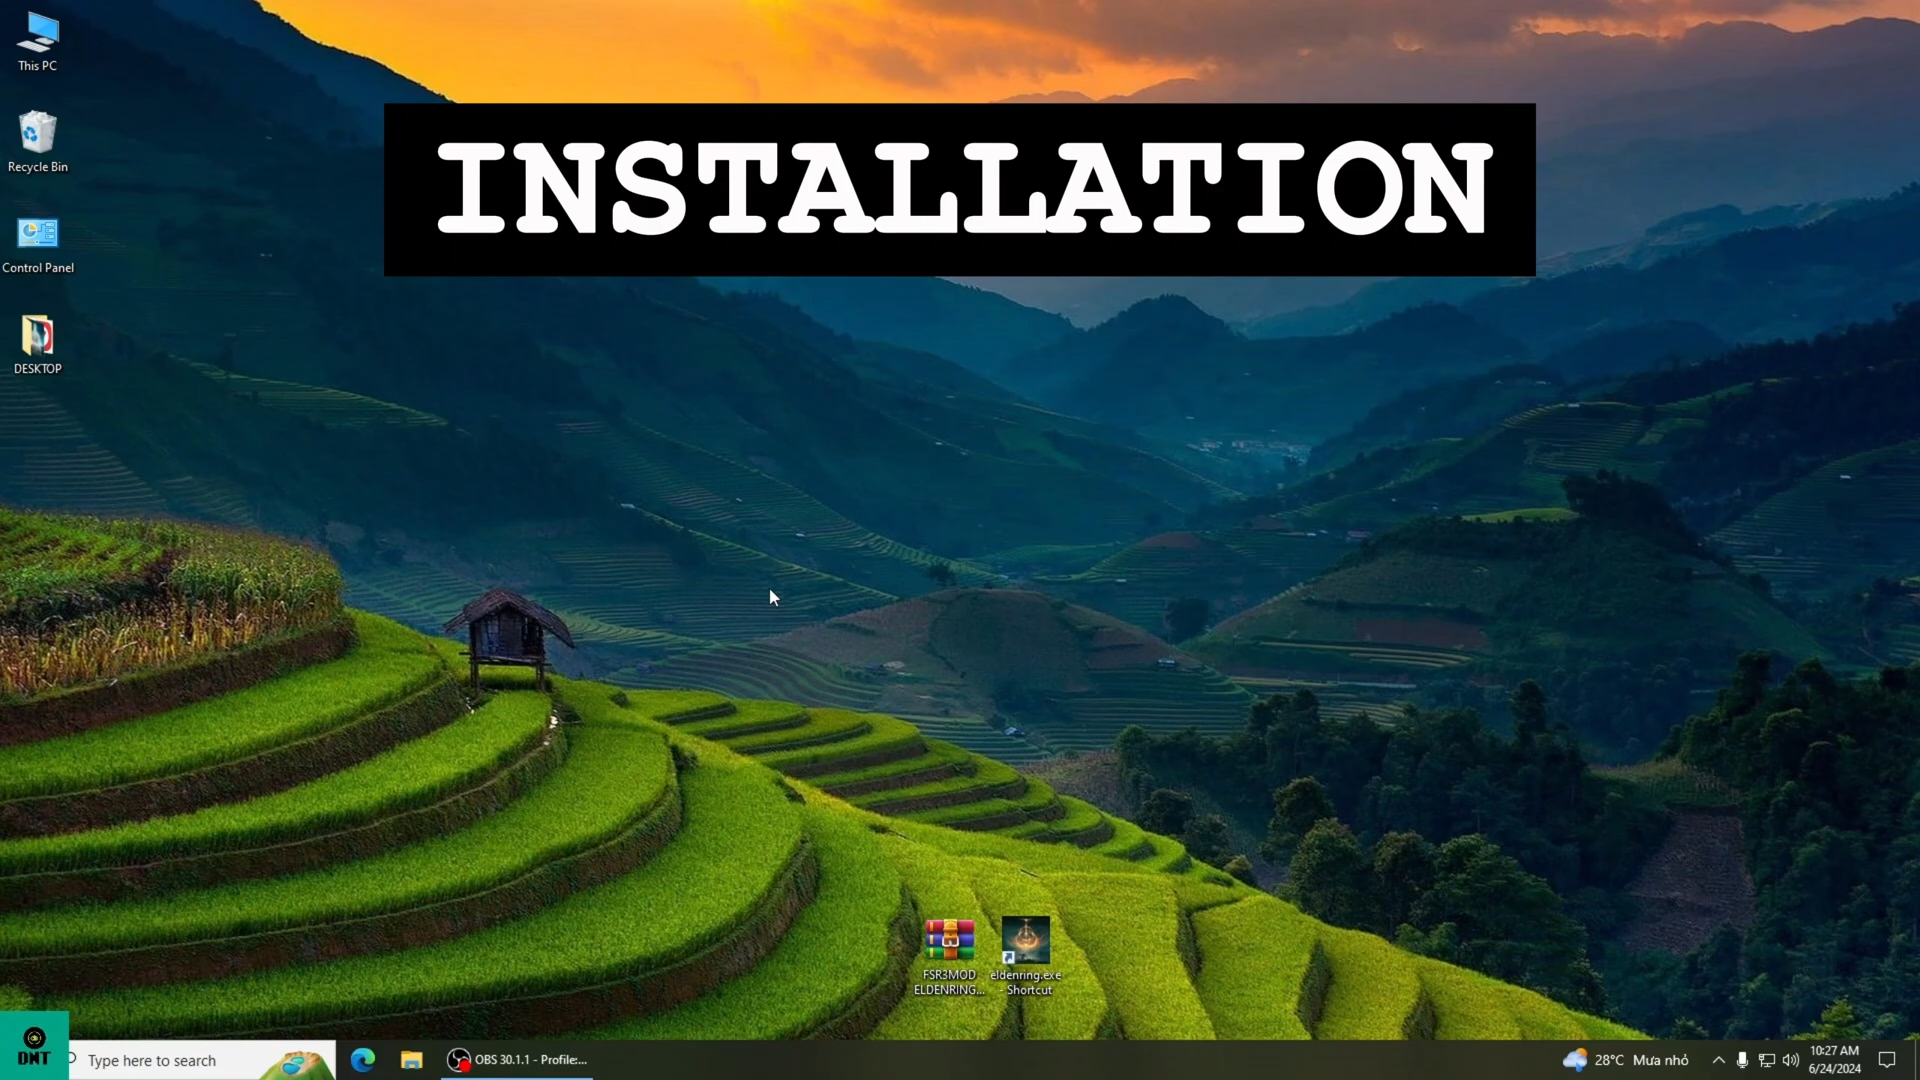 This PC
Recycle Bin
Control Panel
DESKTOP
INSTALLATION
FSR3MOD
ELDENRING...
eldenring.exe
- Shortcut
DNT
Type here to search
OBS 30.1.1 - Profile:...
28°C Mưa nhỏ
10:27 AM
6/24/2024